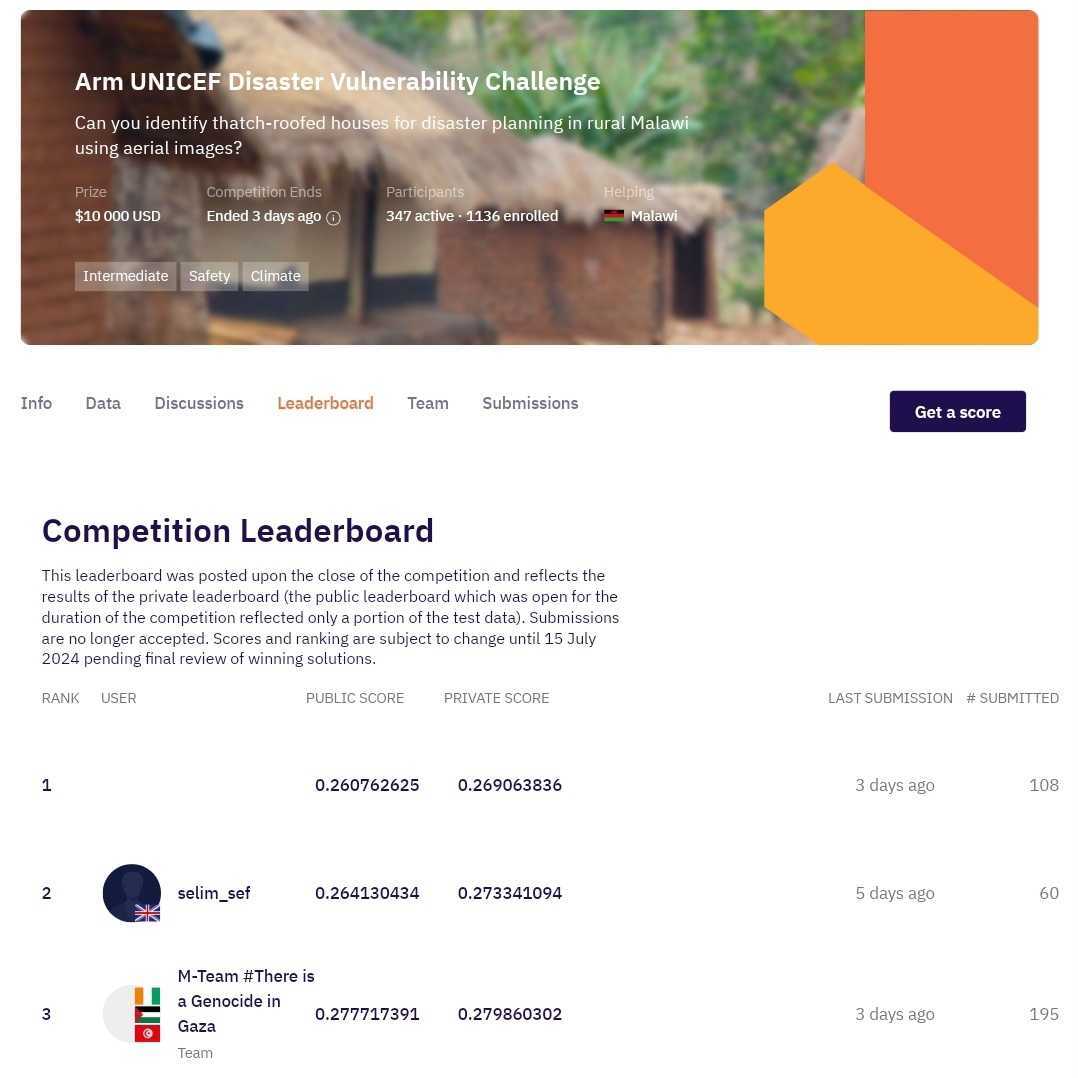 Arm UNICEF Disaster Vulnerability Challenge
Can you identify thatch-roofed houses for disaster planning in rural Malawi
using aerial images?
Prize
Competition Ends
Participants
Helping
$10 000 USD
Ended 3 days ago
347 active · 1136 enrolled
Malawi
Intermediate
Safety
Climate
Info
Data
Discussions
Leaderboard
Team
Submissions
Get a score
Competition Leaderboard
This leaderboard was posted upon the close of the competition and reflects the
results of the private leaderboard (the public leaderboard which was open for the
duration of the competition reflected only a portion of the test data). Submissions
are no longer accepted. Scores and ranking are subject to change until 15 July
2024 pending final review of winning solutions.
RANK USER PUBLIC SCORE PRIVATE SCORE LAST SUBMISSION # SUBMITTED
1 0.260762625 0.269063836 3 days ago 108
2 selim_sef 0.264130434 0.273341094 5 days ago 60
M-Team #There is
a Genocide in
Gaza
Team
3 0.277717391 0.279860302 3 days ago 195